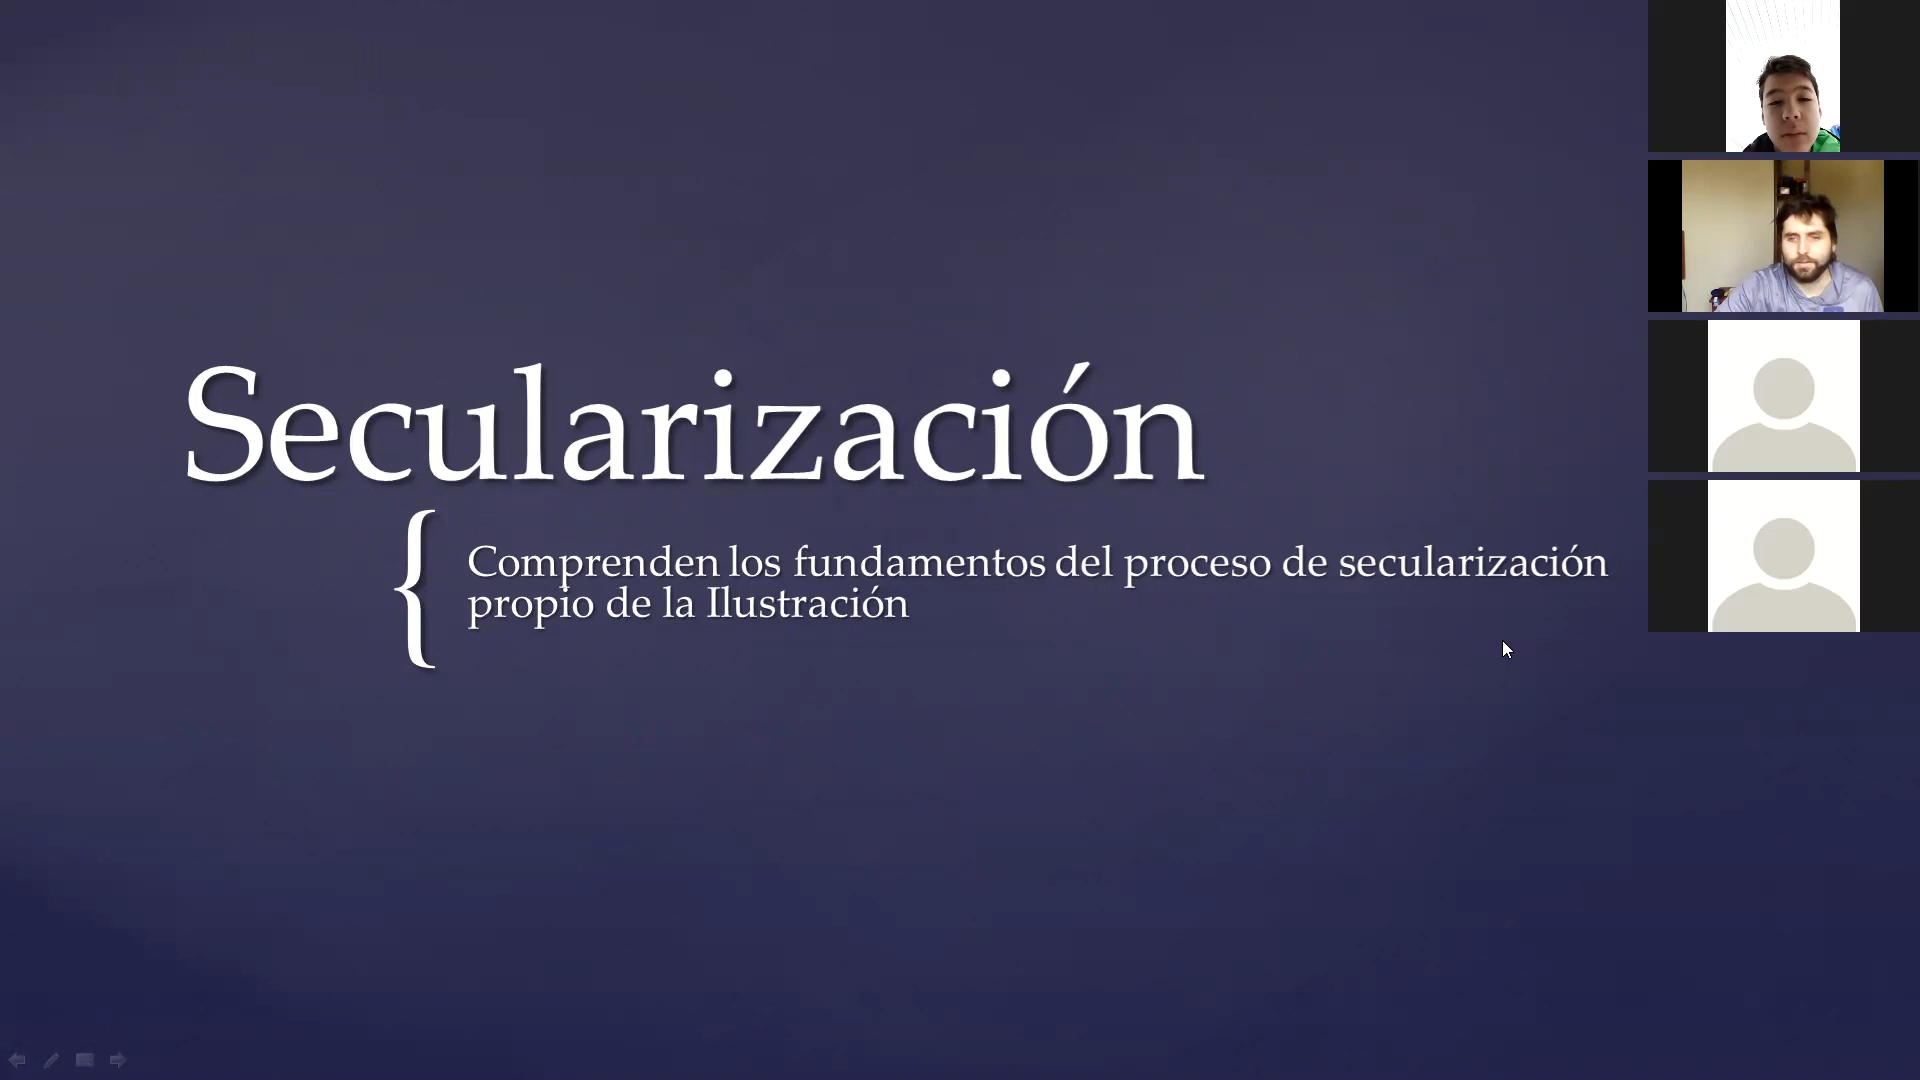 Secularización
Comprenden los fundamentos del proceso de secularización
propio de la Ilustración